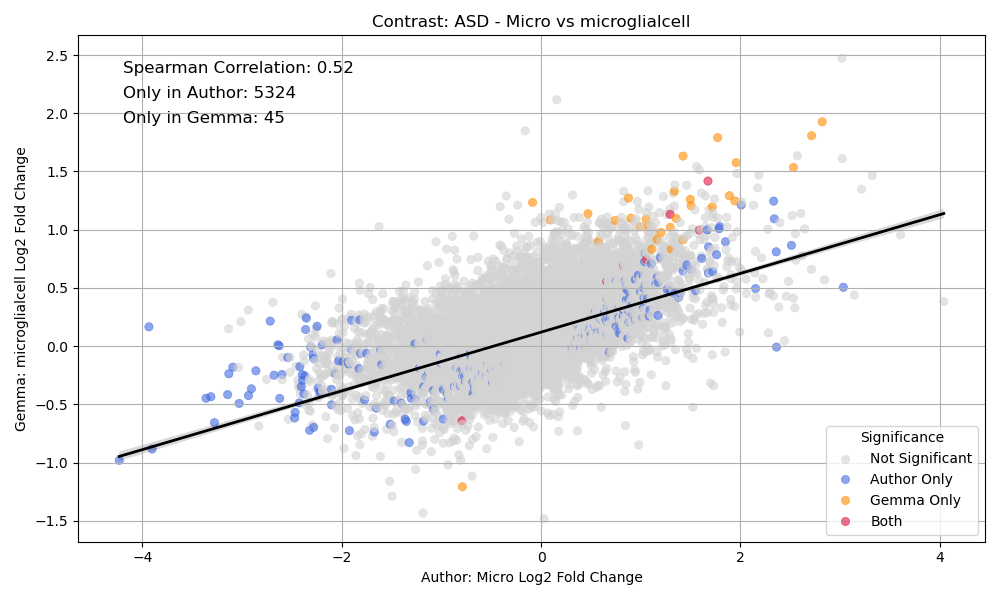 Contrast: ASD - Micro vs microglialcell
Spearman Correlation: 0.52
Only in Author: 5324
Only in Gemma: 45
Gemma: microglialcell Log2 Fold Change
2.5
2.0
1.5
1.0
0.5
0.0
−0.5
−1.0
−1.5
Significance
Not Significant
Author Only
Gemma Only
Both
−4
−2
0
2
4
Author: Micro Log2 Fold Change